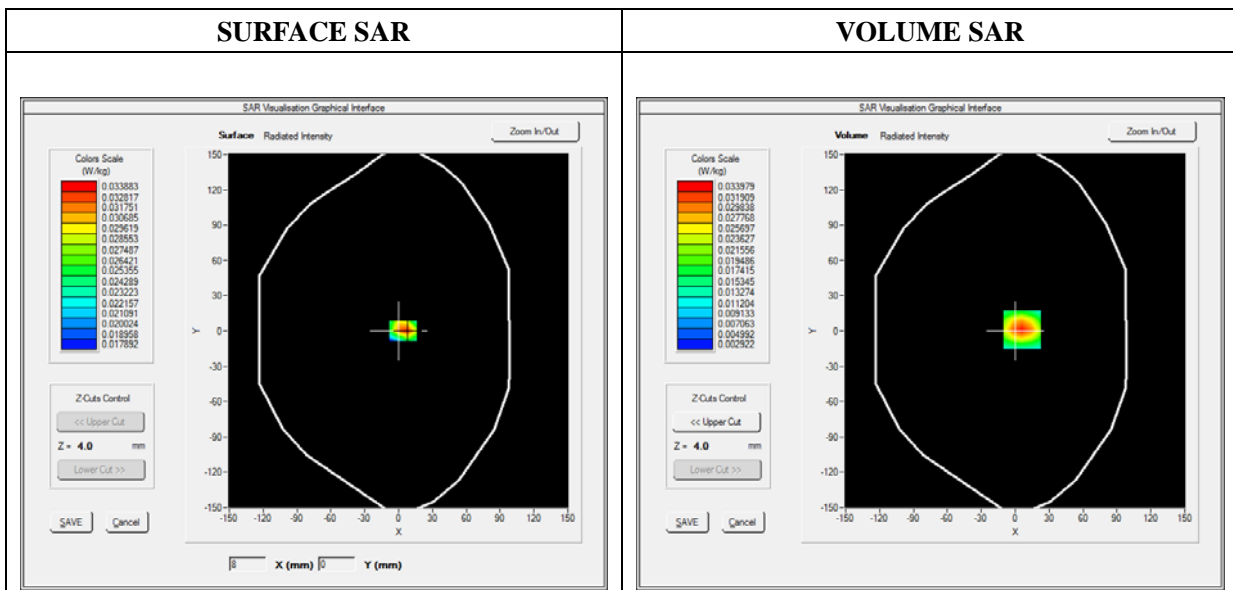 SURFACE SAR
SAR Visualisation Graphical Interface
Surface Radiated Intensity
Zoom In/Out
Colors Scale
(W/kg)
0.033883
0.032817
0.031751
0.030685
0.029619
0.028553
0.027487
0.026421
0.025355
0.024289
0.023223
0.022157
0.021091
0.020024
0.018958
0.017892
Z-Cuts Control
<< Upper Cut
Z = 4.0 mm
Lower Cut >>
SAVE Cancel
150
120
90
60
30
0
-30
-60
-90
-120
-150
Y
-150 -120 -90 -60 -30 0 30 60 90 120 150
X
8 X (mm) 0 Y (mm)
VOLUME SAR
SAR Visualisation Graphical Interface
Volume Radiated Intensity
Zoom In/Out
Colors Scale
(W/kg)
0.033979
0.031909
0.029838
0.027768
0.025697
0.023627
0.021556
0.019486
0.017415
0.015345
0.013274
0.011204
0.009133
0.007063
0.004992
0.002922
Z-Cuts Control
<< Upper Cut
Z = 4.0 mm
Lower Cut >>
SAVE Cancel
150
120
90
60
30
0
-30
-60
-90
-120
-150
Y
-150 -120 -90 -60 -30 0 30 60 90 120 150
X